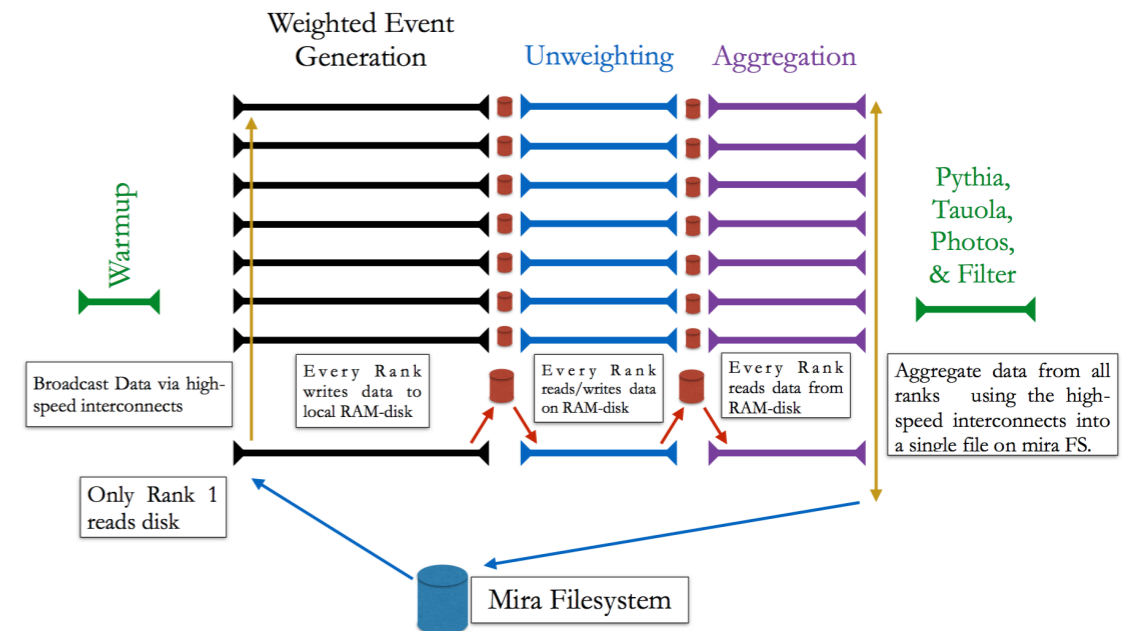 Weighted Event
Generation
Unweighting
Aggregation
Warmup
Pythia,
Tauola,
Photos,
& Filter
Broadcast Data via high-
speed interconnects
Every Rank
writes data to
local RAM-disk
Every Rank
reads/writes data
on RAM-disk
Every Rank
reads data from
RAM-disk
Aggregate data from all
ranks using the high-
speed interconnects into
a single file on mira FS.
Only Rank 1
reads disk
Mira Filesystem